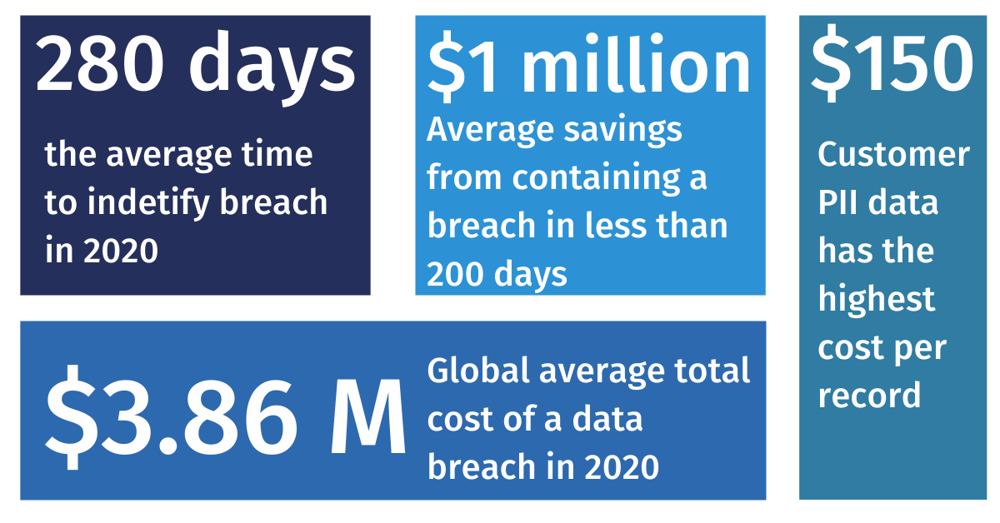 280 days
the average time
to indetify breach
in 2020
$1 million
Average savings
from containing a
breach in less than
200 days
$150
Customer
PII data
has the
highest
cost per
record
$3.86 M
Global average total
cost of a data
breach in 2020